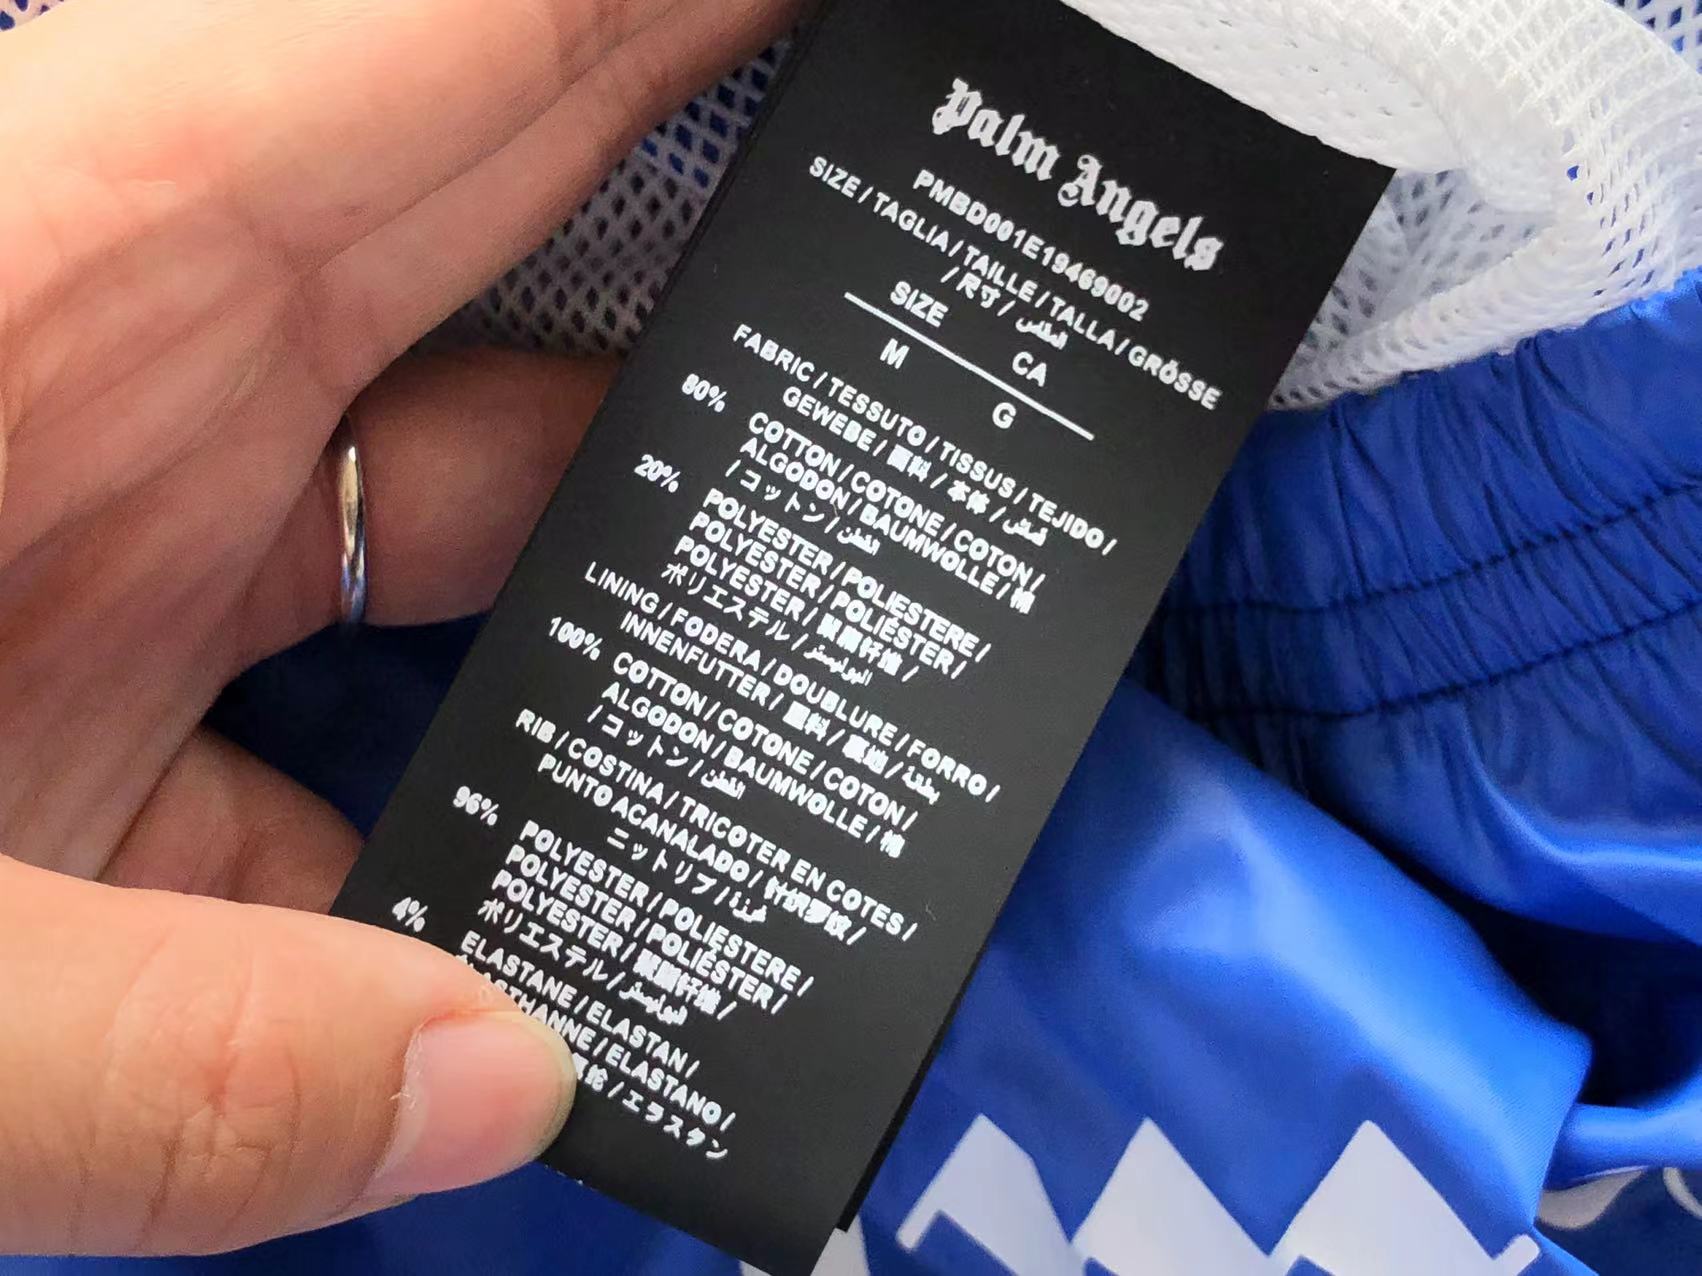 Palm Angels
PMBD001E19469002
SIZE / TAGLIA / TAILLE / TALLA / GRÖSSE
/ 尺寸 / المقاس
SIZE CA
M G
FABRIC / TESSUTO / TISSUS / TEJIDO /
GEWEBE / 面料 / 本体 / قماش
80% COTTON / COTONE / COTON /
ALGODON / BAUMWOLLE / 棉
/ コットン / القطن
20% POLYESTER / POLIESTERE /
POLYESTER / POLIÉSTER /
POLYESTER / 聚酯纤维 /
ポリエステル / البوليستر
LINING / FODERA / DOUBLURE / FORRO /
INNENFUTTER / 里料 / 裏地 / بطانة
100% COTTON / COTONE / COTON /
ALGODON / BAUMWOLLE / 棉
/ コットン / القطن
RIB / COSTINA / TRICOTER EN COTES /
PUNTO ACANALADO / 针织罗纹 /
ニットリブ /
96% POLYESTER / POLIESTERE /
POLYESTER / POLIÉSTER /
POLYESTER / 聚酯纤维 /
ポリエステル / البوليستر
4% ELASTANE / ELASTAN /
/ ELASTANO /
/ エラスタン